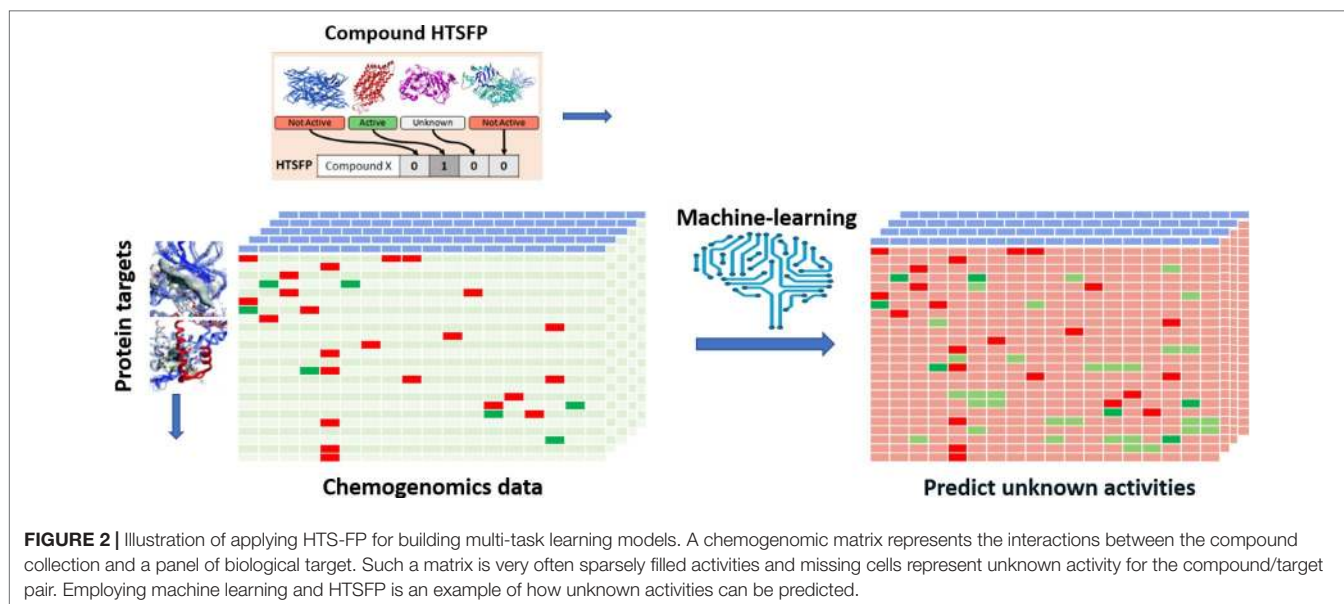 Compound HTSFP
Not Active Active Unknown Not Active
HTSFP Compound X 0 1 0 0
Protein targets
Machine-learning
Chemogenomics data
Predict unknown activities
FIGURE 2 | Illustration of applying HTS-FP for building multi-task learning models. A chemogenomic matrix represents the interactions between the compound
collection and a panel of biological target. Such a matrix is very often sparsely filled activities and missing cells represent unknown activity for the compound/target
pair. Employing machine learning and HTSFP is an example of how unknown activities can be predicted.